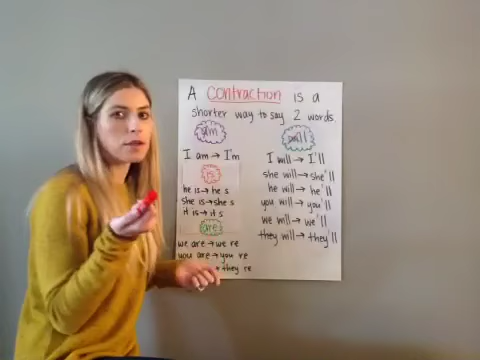 A contraction is a
shorter way to say 2 words.
am
I am → I'm
is
he is → he s
she is → she s
it is → it s
are
we are → we re
you are → you re
→ they re
will
I will → I'll
she will → she'll
he will → he'll
you will → you'll
we will → we'll
they will → they'll